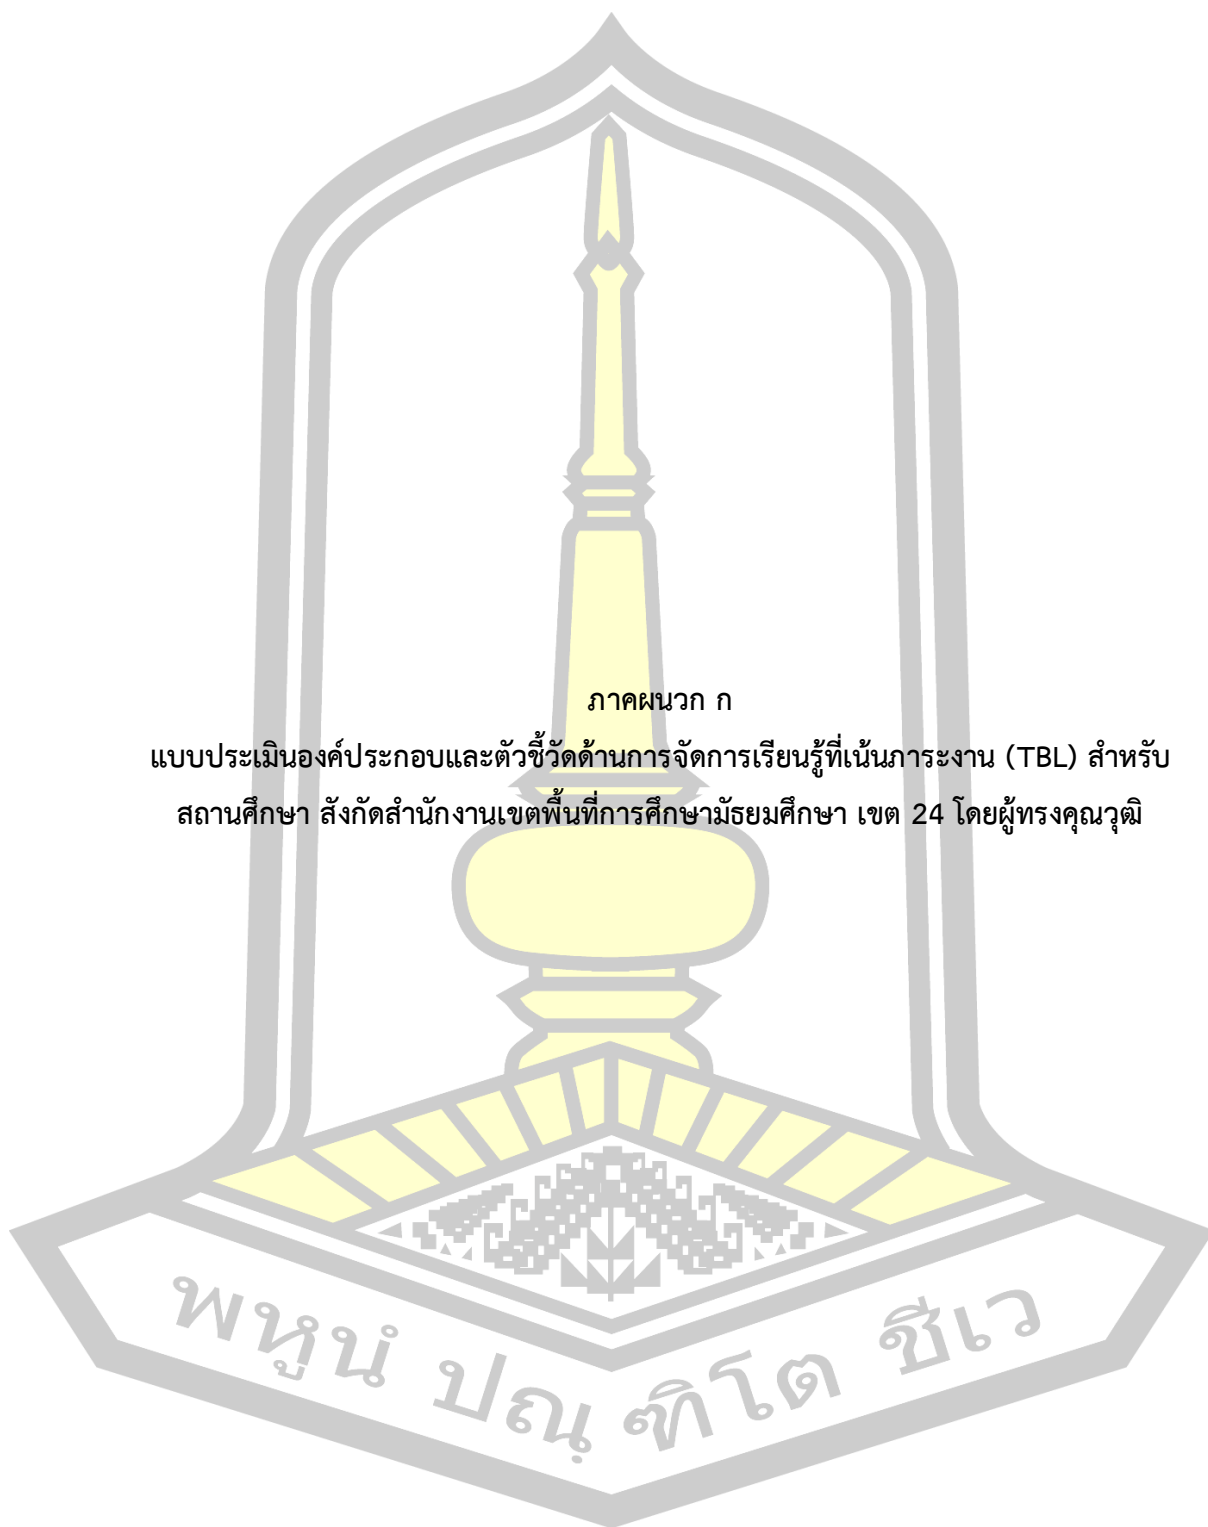 ภาคผนวก ก
แบบประเมินองค์ประกอบและตัวชี้วัดด้านการจัดการเรียนรู้ที่เน้นภาระงาน (TBL) สำหรับ
สถานศึกษา สังกัดสำนักงานเขตพื้นที่การศึกษามัธยมศึกษา เขต 24 โดยผู้ทรงคุณวุฒิ
พหูนํ ปณฺฑิโต ชีเว